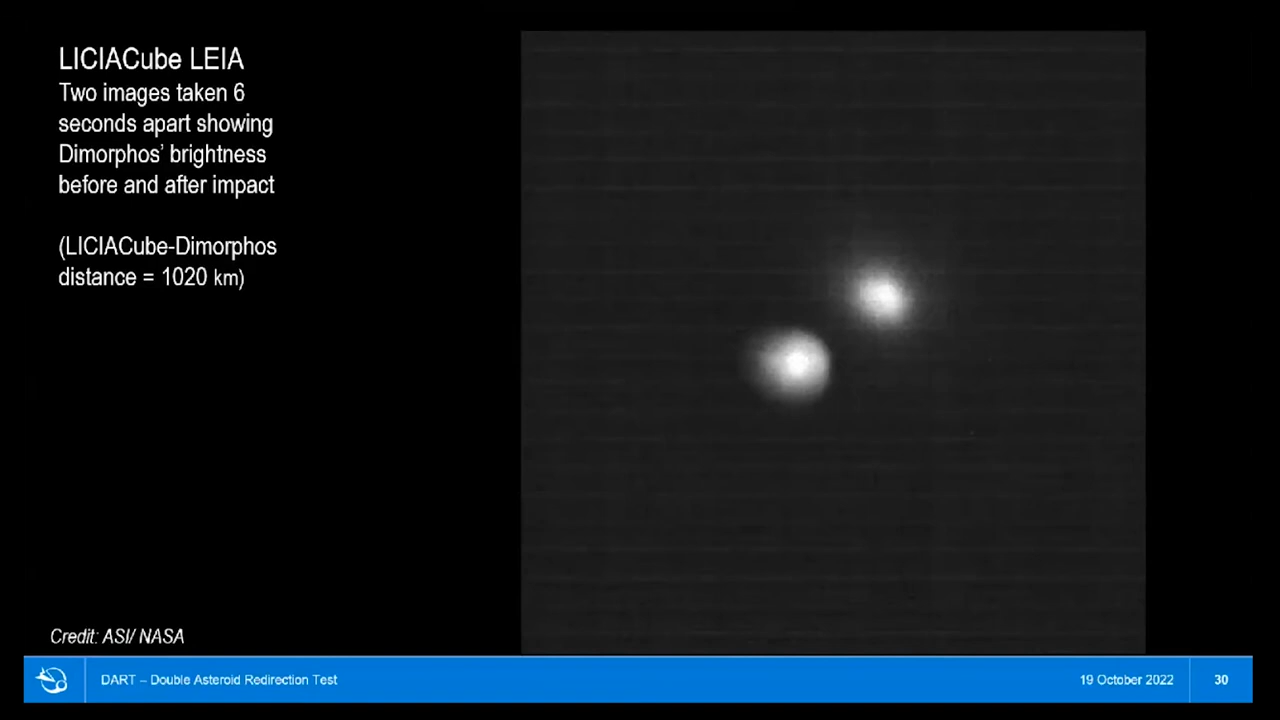 LICIACube LEIA
Two images taken 6
seconds apart showing
Dimorphos' brightness
before and after impact
(LICIACube-Dimorphos
distance = 1020 km)
Credit: ASI/ NASA
DART – Double Asteroid Redirection Test
19 October 2022
30